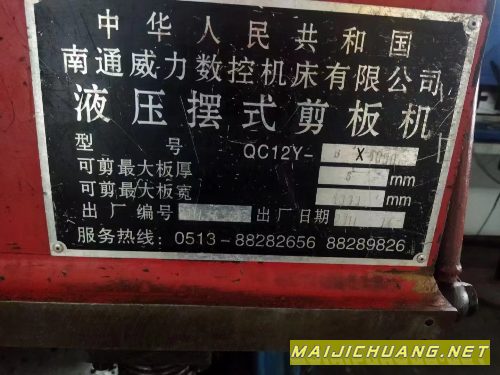 中华人民共和国
南通威力数控机床有限公司
液压摆式剪板机
型 号 QC12Y- X
可剪最大板厚 mm
可剪最大板宽 mm
出厂编号 出厂日期
服务热线: 0513-88282656 88289826
MAIJICHUANG.NET